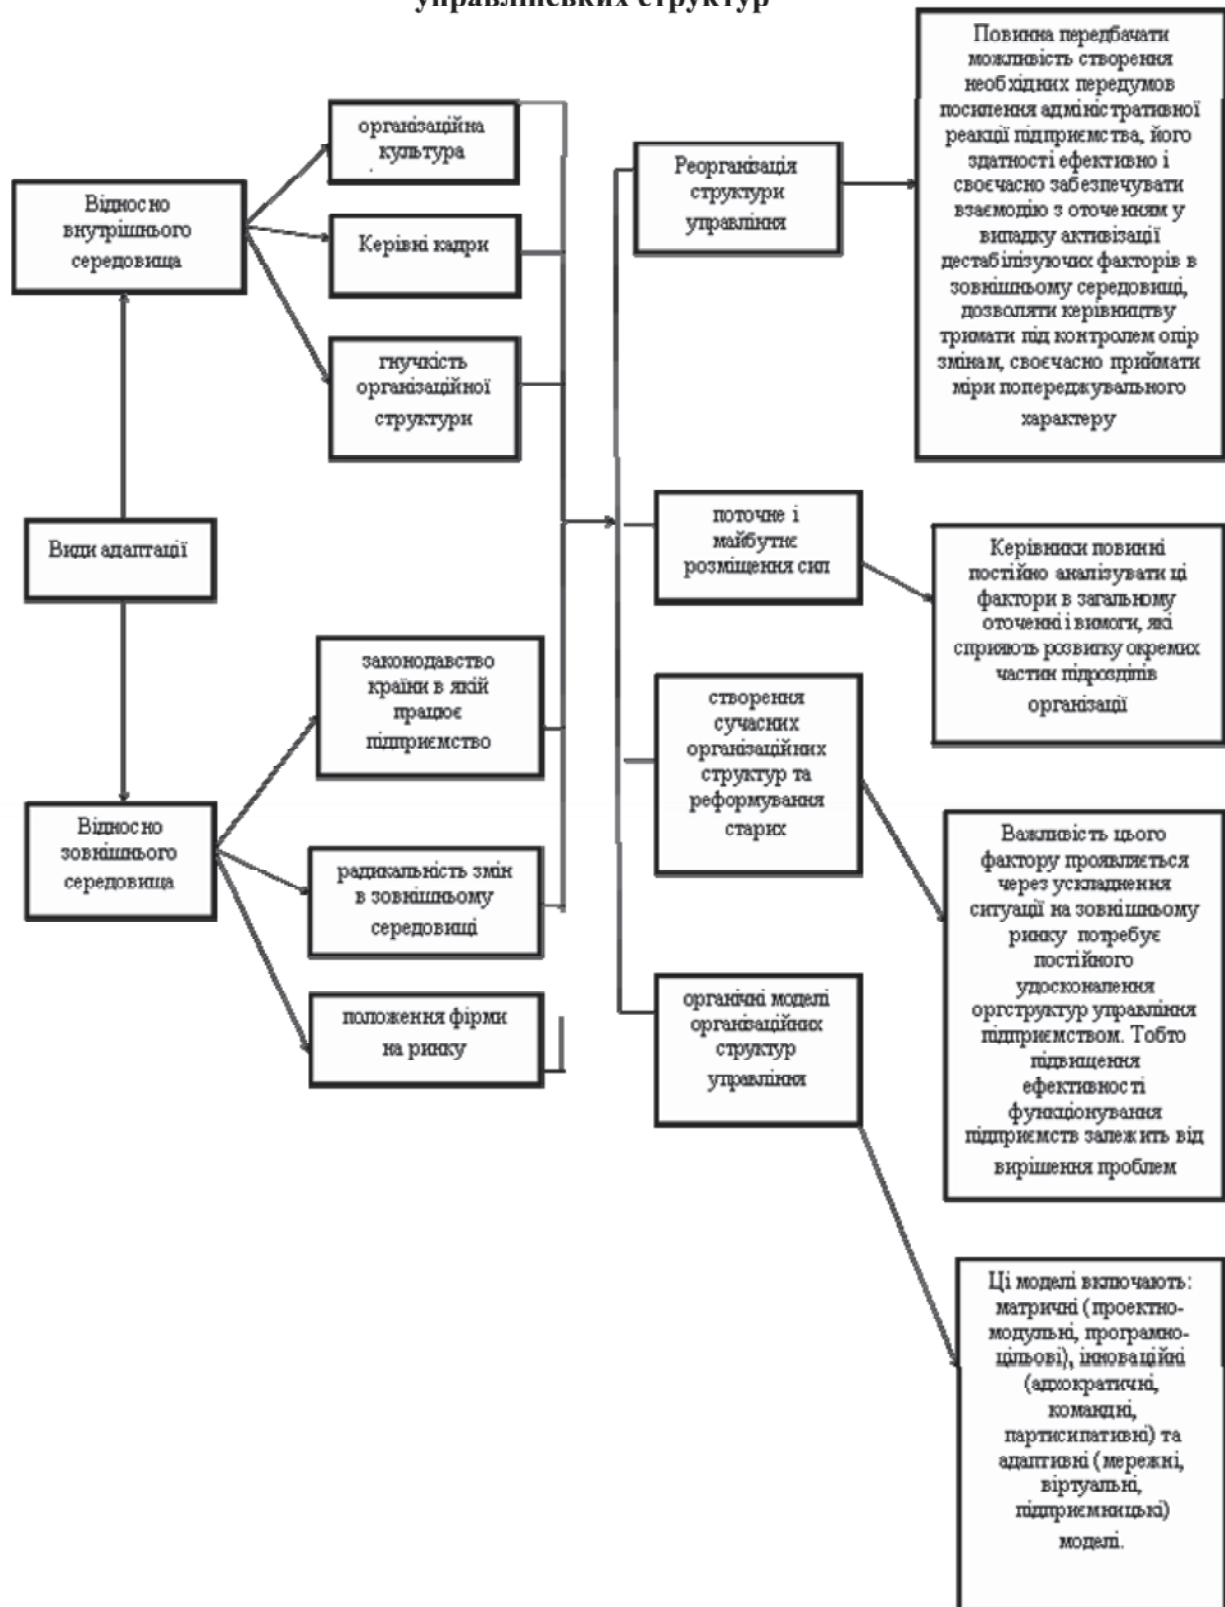 управлінських структур
Відносно
внутрішнього
середовища
Види адаптації
Відносно
зовнішнього
середовища
організаційна
культура
Керівні кадри
гнучкість
організаційної
структури
законодавство
країни в якій
працює
підприємство
радикальність змін
в зовнішньому
середовищі
положення фірми
на ринку
Реорганізація
структури
управління
поточне і
майбутнє
розміщення сил
створення
сучасних
організаційних
структур та
реформування
старих
органічні моделі
організаційних
структур
управління
Повинна передбачати
можливість створення
необхідних передумов
посилення адміністративної
реакції підприємства, його
здатності ефективно і
своєчасно забезпечувати
взаємодію з оточенням у
випадку активізації
дестабілізуючих факторів в
зовнішньому середовищі,
дозволяти керівництву
тримати під контролем опір
змінам, своєчасно приймати
міри попереджувального
характеру
Керівники повинні
постійно аналізувати ці
фактори в загальному
оточенні і вимоги, які
сприяють розвитку окремих
частин підрозділів
організації
Важливість цього
фактору проявляється
через ускладнення
ситуації на зовнішньому
ринку потребує
постійного
удосконалення
оргструктур управління
підприємством. Тобто
підвищення
ефективності
функціонування
підприємств залежить від
вирішення проблем
Ці моделі включають:
матричні (проектно-
модульні, програмно-
цільові), інноваційні
(адхократичні,
командні,
партисипативні) та
адаптивні (мережні,
віртуальні,
підприємницькі)
моделі.